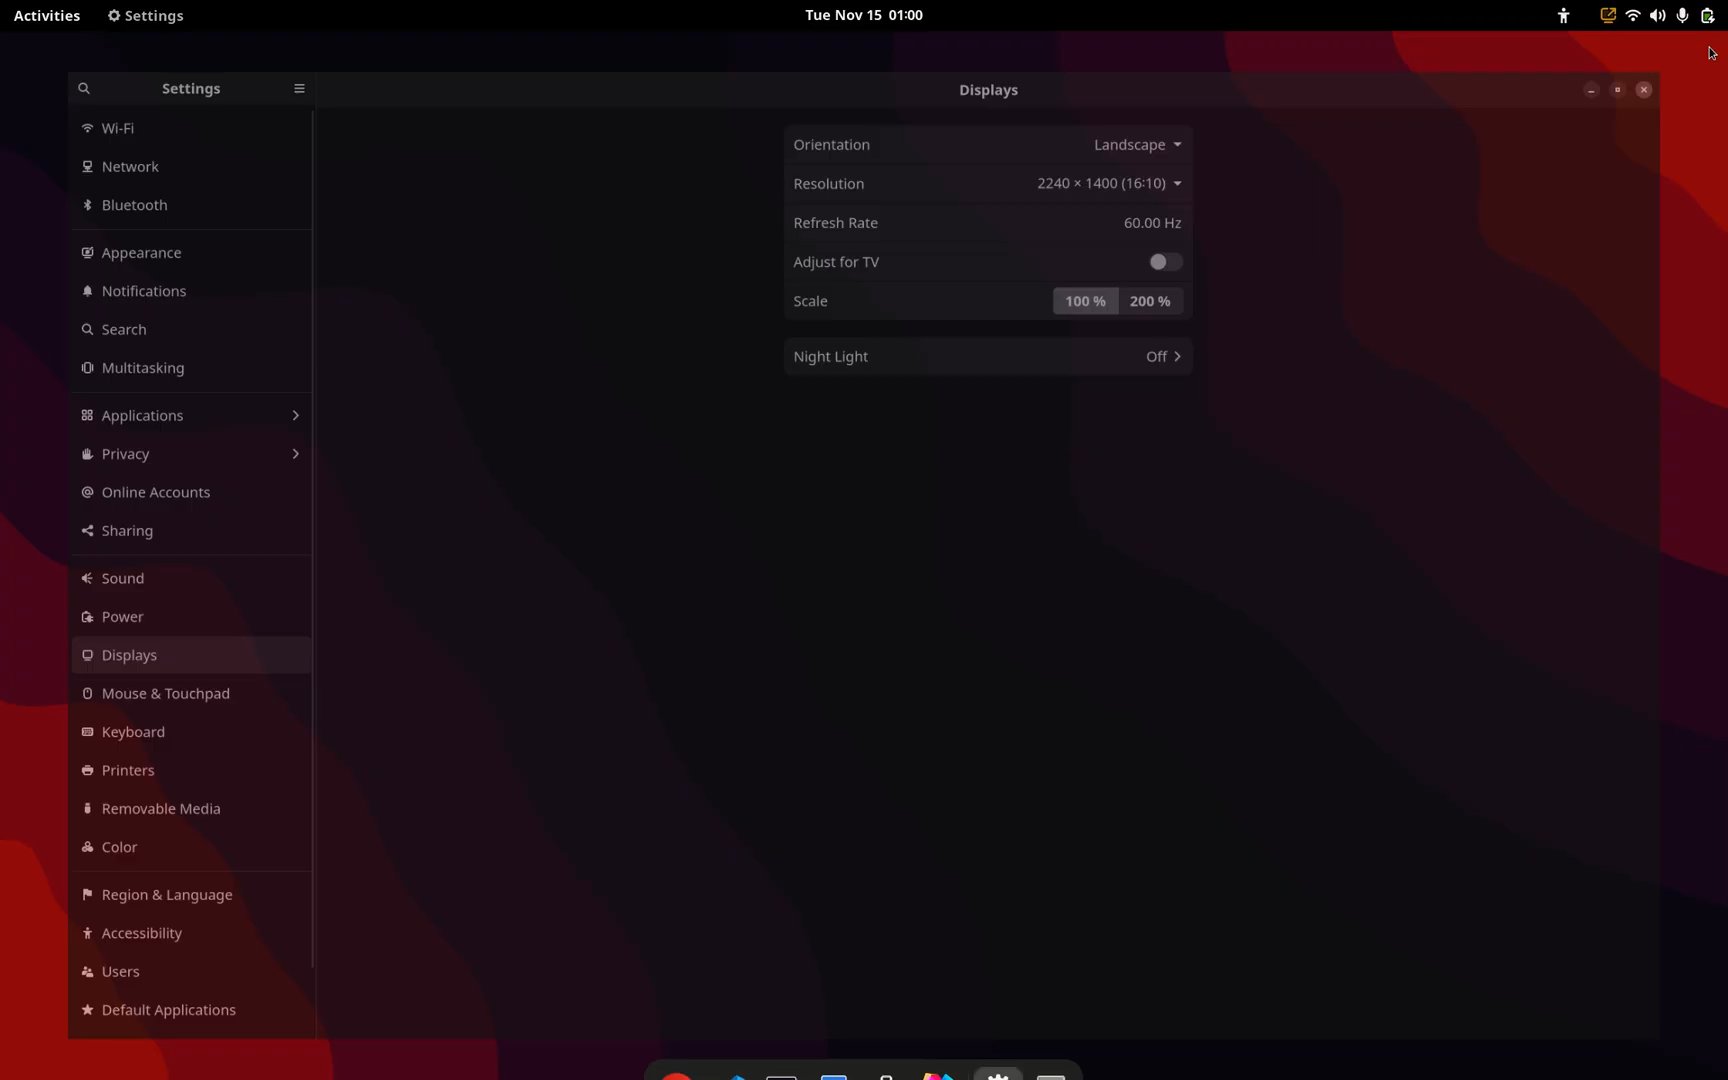 Activities
Settings
Tue Nov 15 01:00
Settings
Displays
Wi-Fi
Network
Bluetooth
Appearance
Notifications
Search
Multitasking
Applications
Privacy
Online Accounts
Sharing
Sound
Power
Displays
Mouse & Touchpad
Keyboard
Printers
Removable Media
Color
Region & Language
Accessibility
Users
Default Applications
Orientation Landscape
Resolution 2240 × 1400 (16:10)
Refresh Rate 60.00 Hz
Adjust for TV
Scale 100 % 200 %
Night Light Off